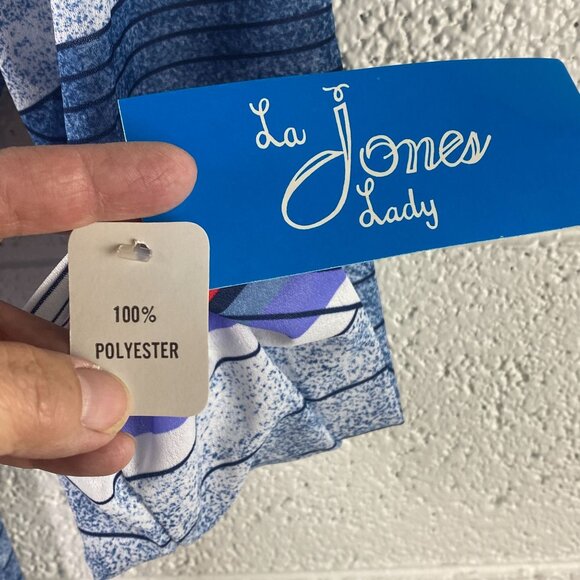 La Jones
Lady
100%
POLYESTER